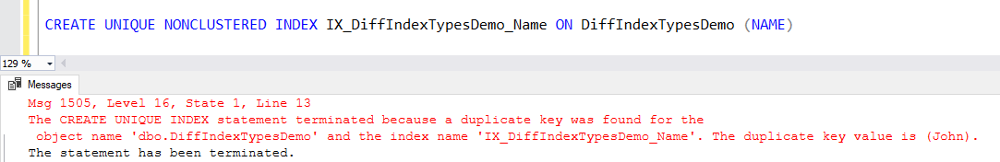 CREATE UNIQUE NONCLUSTERED INDEX IX_DiffIndexTypesDemo_Name ON DiffIndexTypesDemo (NAME)
129 %
Messages
Msg 1505, Level 16, State 1, Line 13
The CREATE UNIQUE INDEX statement terminated because a duplicate key was found for the
object name 'dbo.DiffIndexTypesDemo' and the index name 'IX_DiffIndexTypesDemo_Name'. The duplicate key value is (John).
The statement has been terminated.